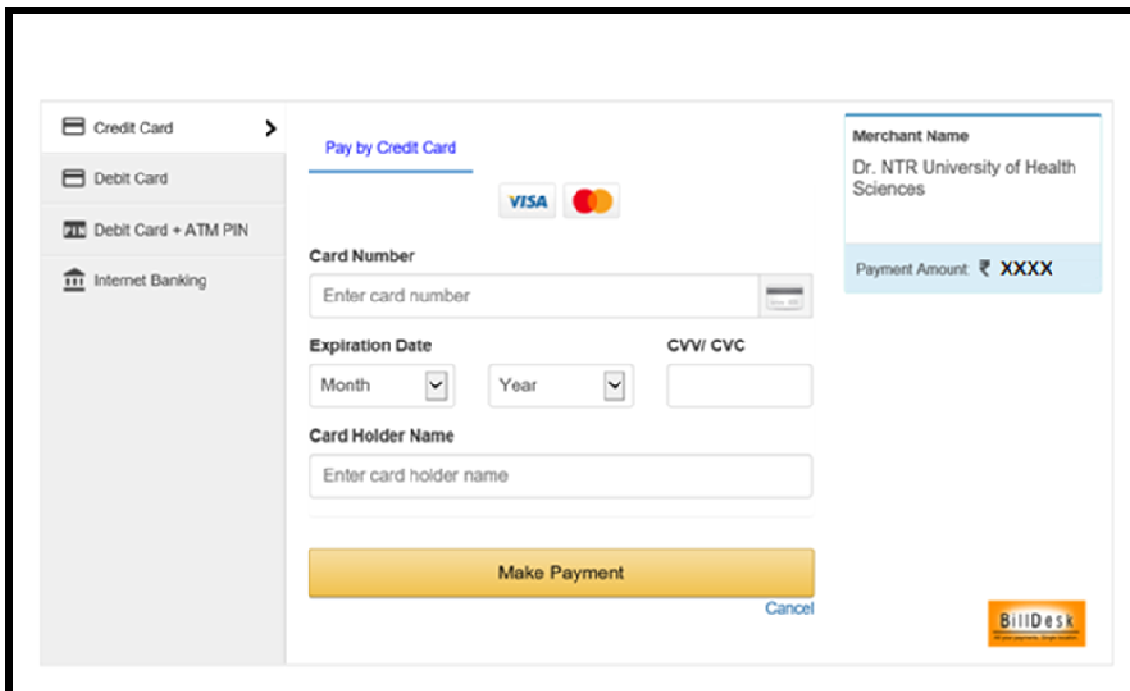 Credit Card
Debit Card
PIN Debit Card + ATM PIN
Internet Banking
Pay by Credit Card
VISA
Card Number
Enter card number
Expiration Date
CVV/ CVC
Month
Year
Card Holder Name
Enter card holder name
Make Payment
Cancel
Merchant Name
Dr. NTR University of Health
Sciences
Payment Amount: ₹ XXXX
BillDesk